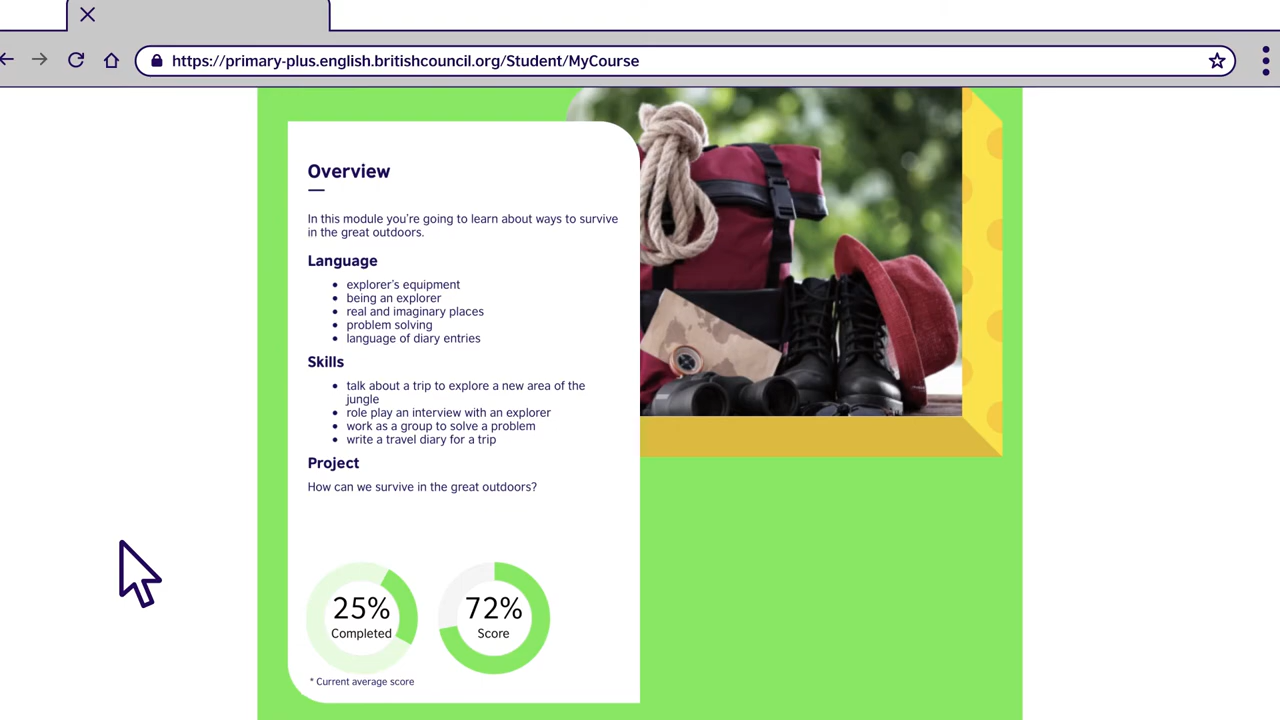 https://primary-plus.english.britishcouncil.org/Student/MyCourse
Overview
In this module you're going to learn about ways to survive
in the great outdoors.
Language
• explorer's equipment
• being an explorer
• real and imaginary places
• problem solving
• language of diary entries
Skills
• talk about a trip to explore a new area of the
jungle
• role play an interview with an explorer
• work as a group to solve a problem
• write a travel diary for a trip
Project
How can we survive in the great outdoors?
25%
Completed
72%
Score
* Current average score